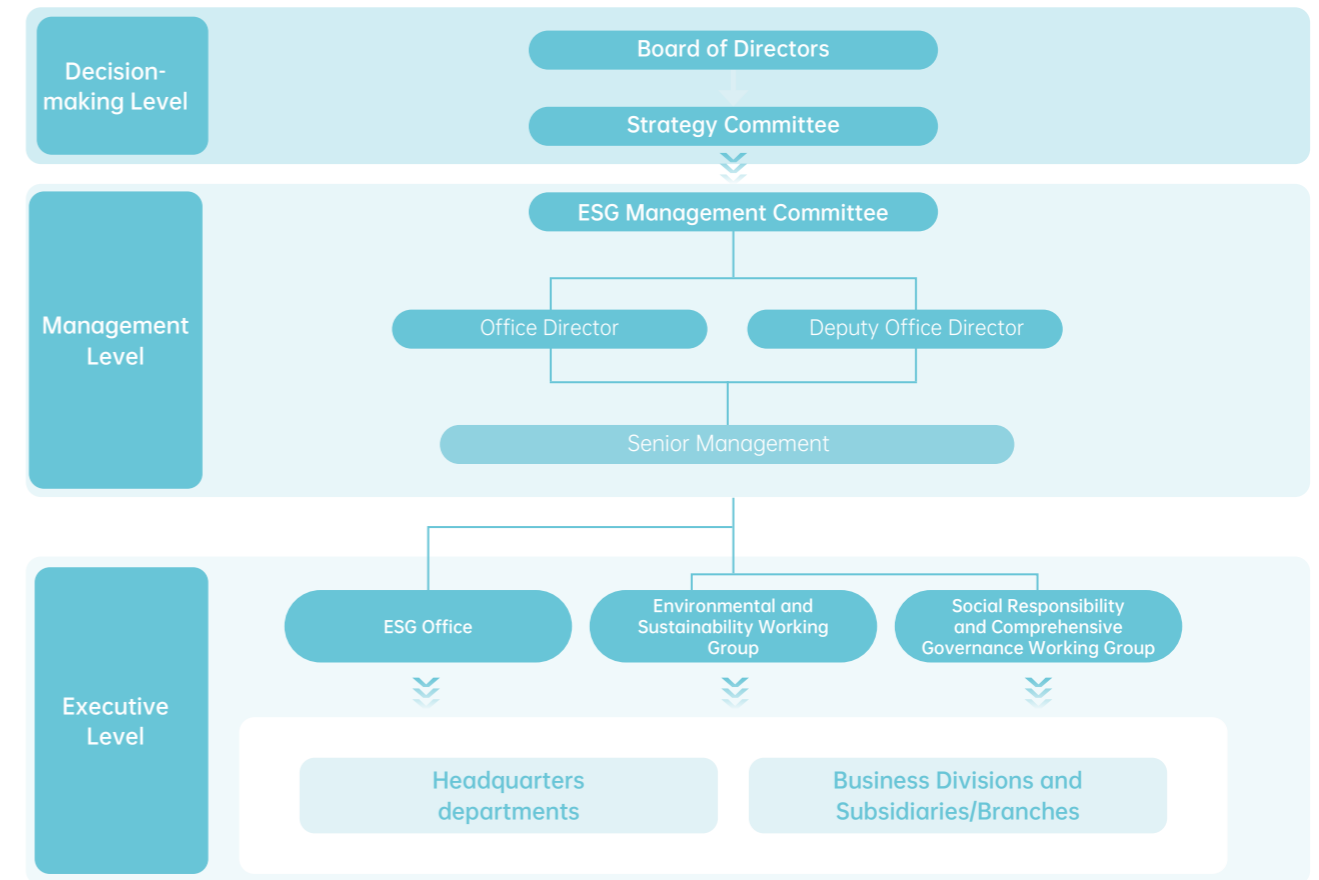 Decision-
making Level
Board of Directors
Strategy Committee
Management
Level
ESG Management Committee
Office Director
Deputy Office Director
Senior Management
Executive
Level
ESG Office
Environmental and
Sustainability Working
Group
Social Responsibility
and Comprehensive
Governance Working Group
Headquarters
departments
Business Divisions and
Subsidiaries/Branches